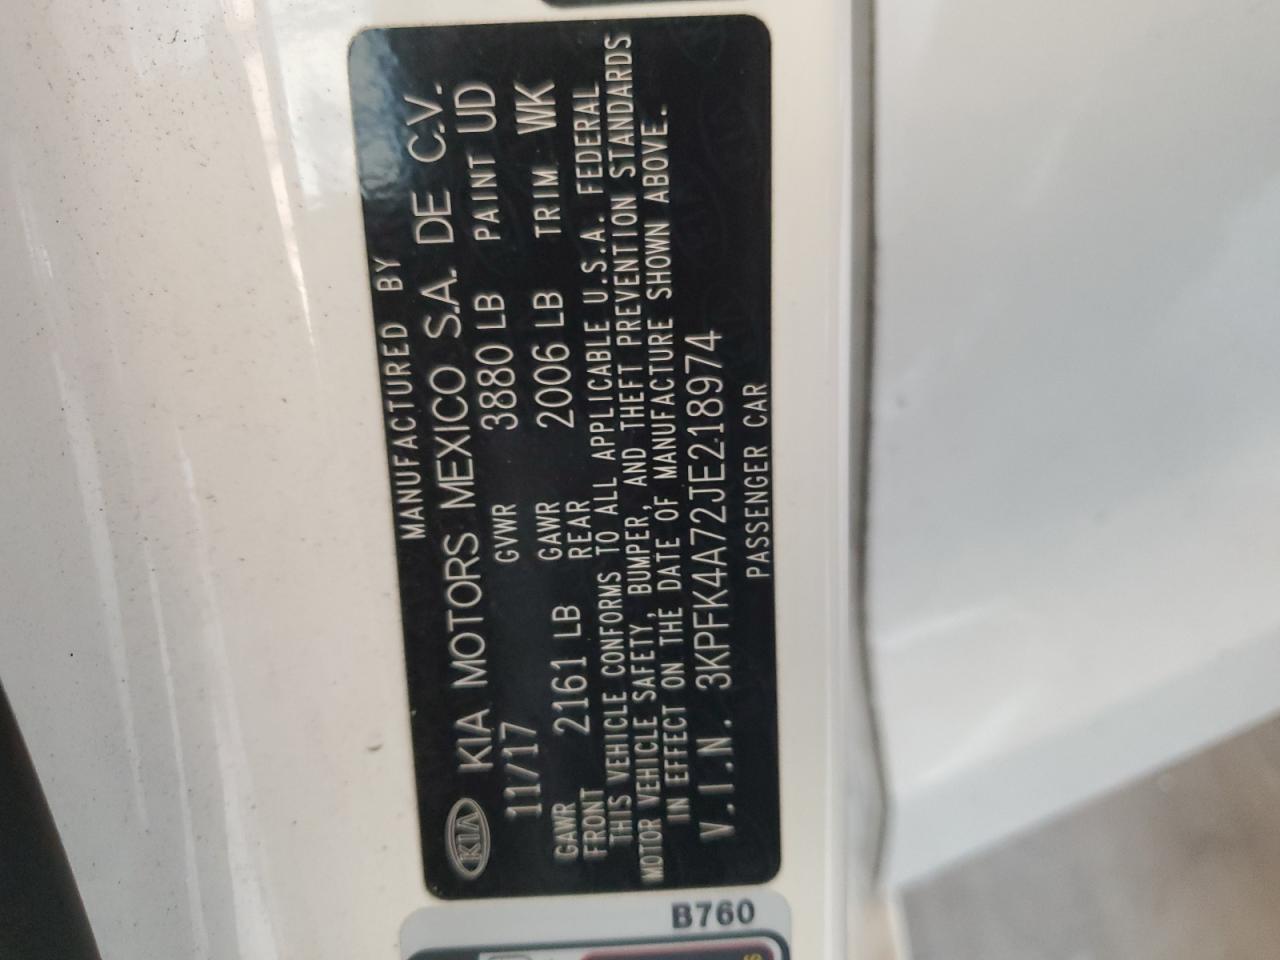 MANUFACTURED BY
KIA KIA MOTORS MEXICO S.A. DE C.V.
11/17 GVWR 3880 LB PAINT UD
GAWR FRONT 2161 LB GAWR REAR 2006 LB TRIM WK
THIS VEHICLE CONFORMS TO ALL APPLICABLE U.S.A. FEDERAL
MOTOR VEHICLE SAFETY, BUMPER, AND THEFT PREVENTION STANDARDS
IN EFFECT ON THE DATE OF MANUFACTURE SHOWN ABOVE.
V.I.N. 3KPFK4A72JE218974
PASSENGER CAR
B760